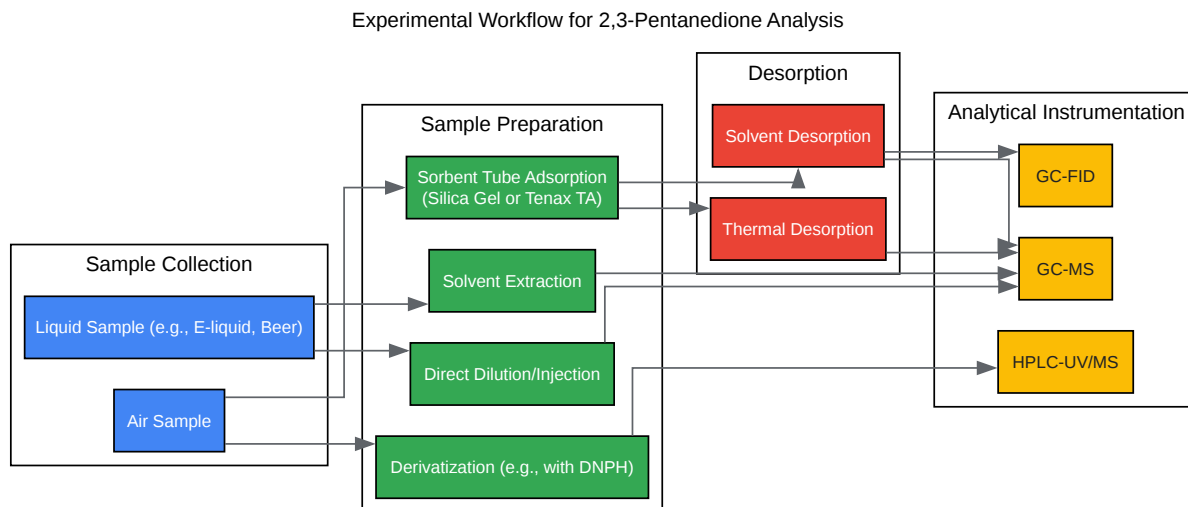 Experimental Workflow for 2,3-Pentanedione Analysis
Sample Collection
Liquid Sample (e.g., E-liquid, Beer)
Air Sample
Sample Preparation
Sorbent Tube Adsorption
(Silica Gel or Tenax TA)
Solvent Extraction
Direct Dilution/Injection
Derivatization (e.g., with DNPH)
Desorption
Solvent Desorption
Thermal Desorption
Analytical Instrumentation
GC-FID
GC-MS
HPLC-UV/MS